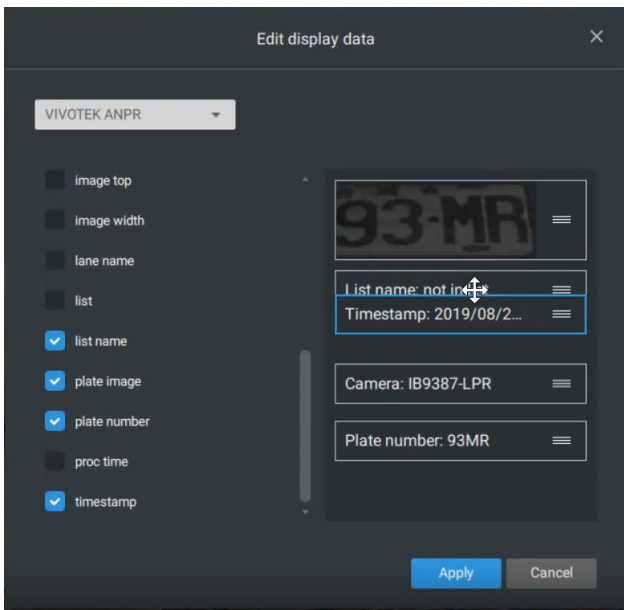 Edit display data
VIVOTEK ANPR
image top
image width
lane name
list
list name
plate image
plate number
proc time
timestamp
93-MR
List name: not in
Timestamp: 2019/08/2...
Camera: IB9387-LPR
Plate number: 93MR
Apply
Cancel